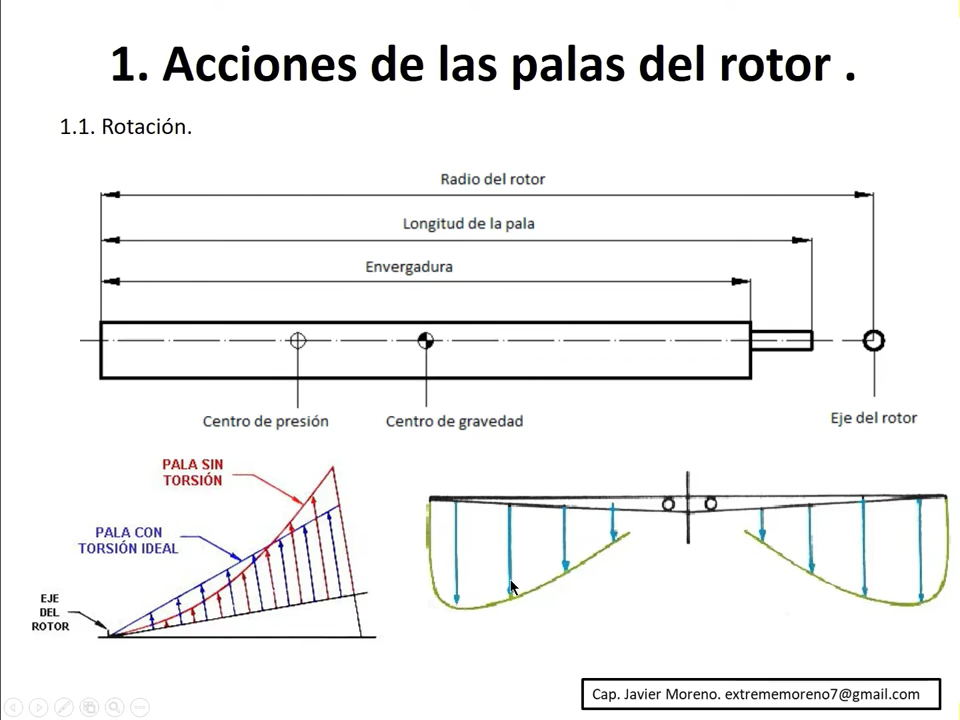 1. Acciones de las palas del rotor .
1.1. Rotación.
Radio del rotor
Longitud de la pala
Envergadura
Centro de presión
Centro de gravedad
Eje del rotor
PALA SIN
TORSIÓN
PALA CON
TORSIÓN IDEAL
EJE
DEL
ROTOR
Cap. Javier Moreno. extrememoreno7@gmail.com